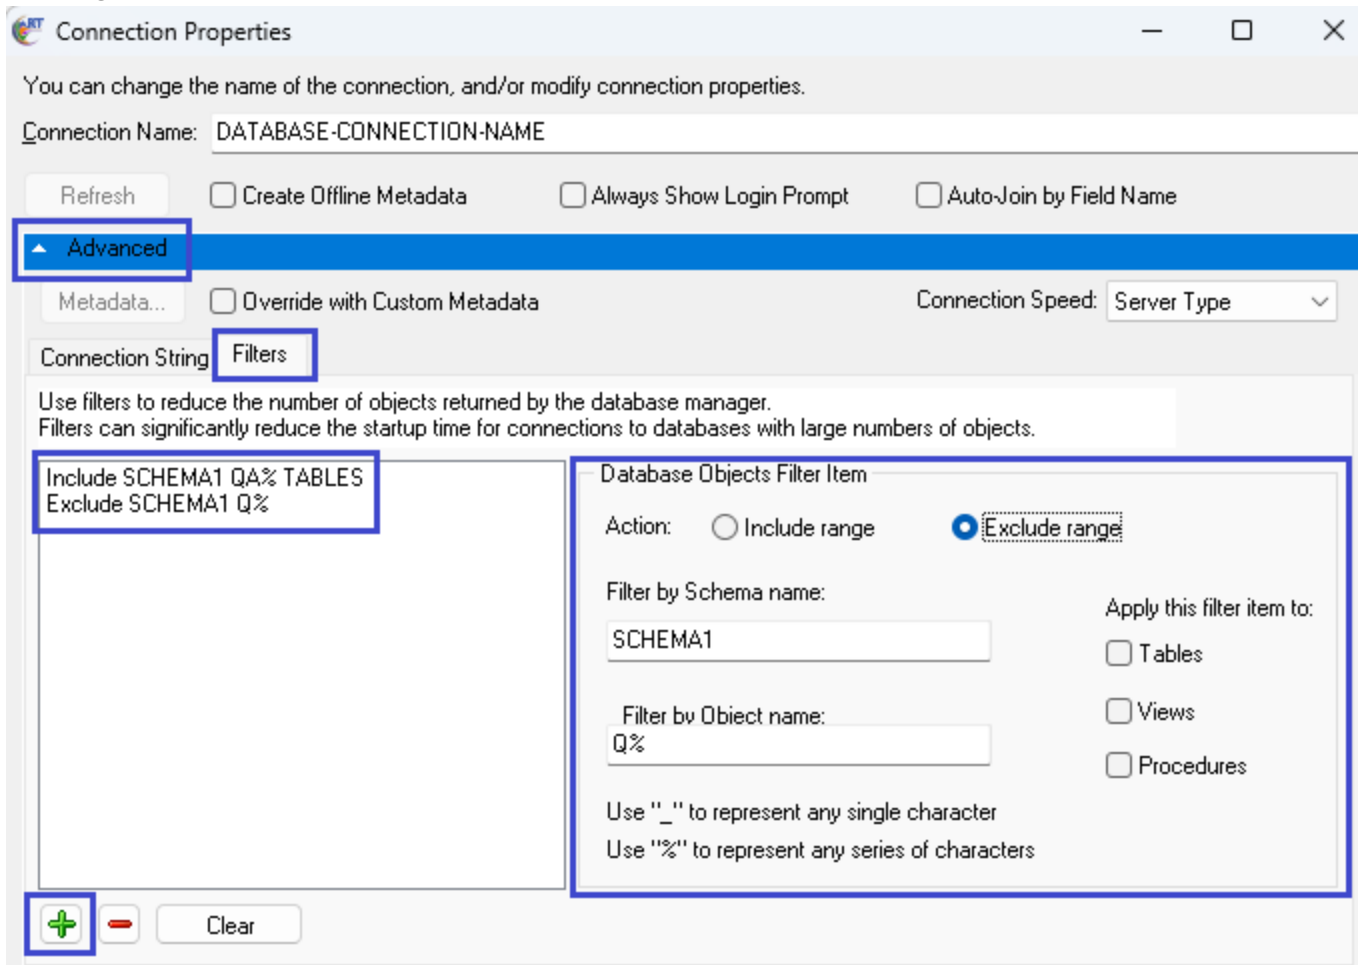 RT Connection Properties
You can change the name of the connection, and/or modify connection properties.
Connection Name: DATABASE-CONNECTION-NAME
Refresh Create Offline Metadata Always Show Login Prompt Auto-Join by Field Name
Advanced
Metadata... Override with Custom Metadata Connection Speed: Server Type
Connection String Filters
Use filters to reduce the number of objects returned by the database manager.
Filters can significantly reduce the startup time for connections to databases with large numbers of objects.
Include SCHEMA1 QA% TABLES
Exclude SCHEMA1 Q%
Database Objects Filter Item
Action: Include range Exclude range
Filter by Schema name:
SCHEMA1
Filter by Object name:
Q%
Apply this filter item to:
Tables
Views
Procedures
Use "_" to represent any single character
Use "%" to represent any series of characters
Clear